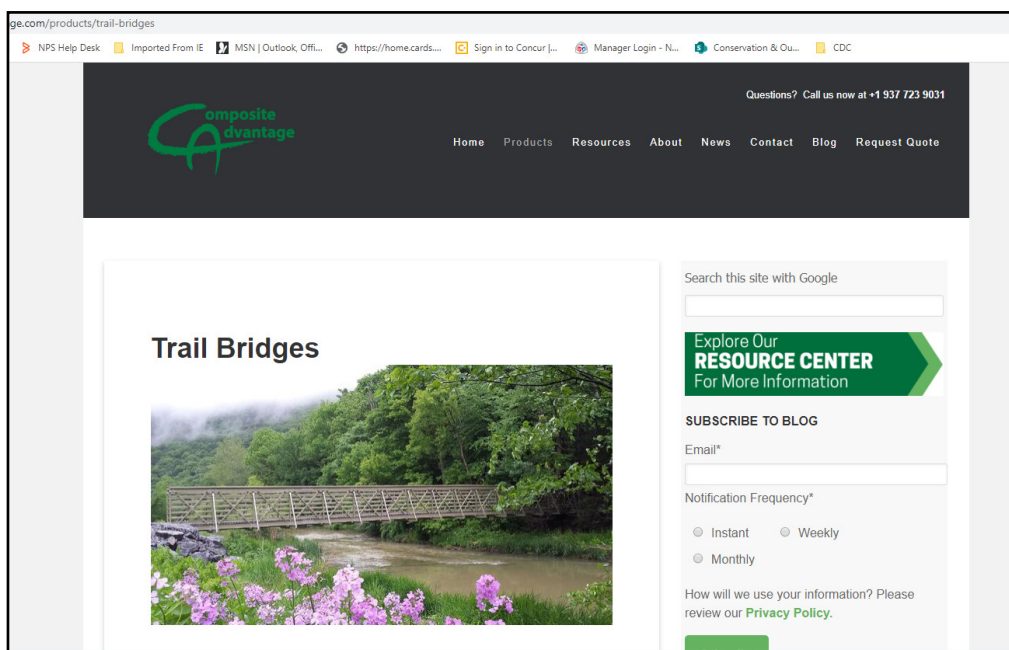 ge.com/products/trail-bridges
NPS Help Desk Imported From IE MSN | Outlook, Offi... https://home.cards.... Sign in to Concur |... Manager Login - N... Conservation & Ou... CDC
Questions? Call us now at +1 937 723 9031
Composite
Advantage
Home Products Resources About News Contact Blog Request Quote
Search this site with Google
Trail Bridges
Explore Our
RESOURCE CENTER
For More Information
SUBSCRIBE TO BLOG
Email*
Notification Frequency*
Instant Weekly
Monthly
How will we use your information? Please
review our Privacy Policy.